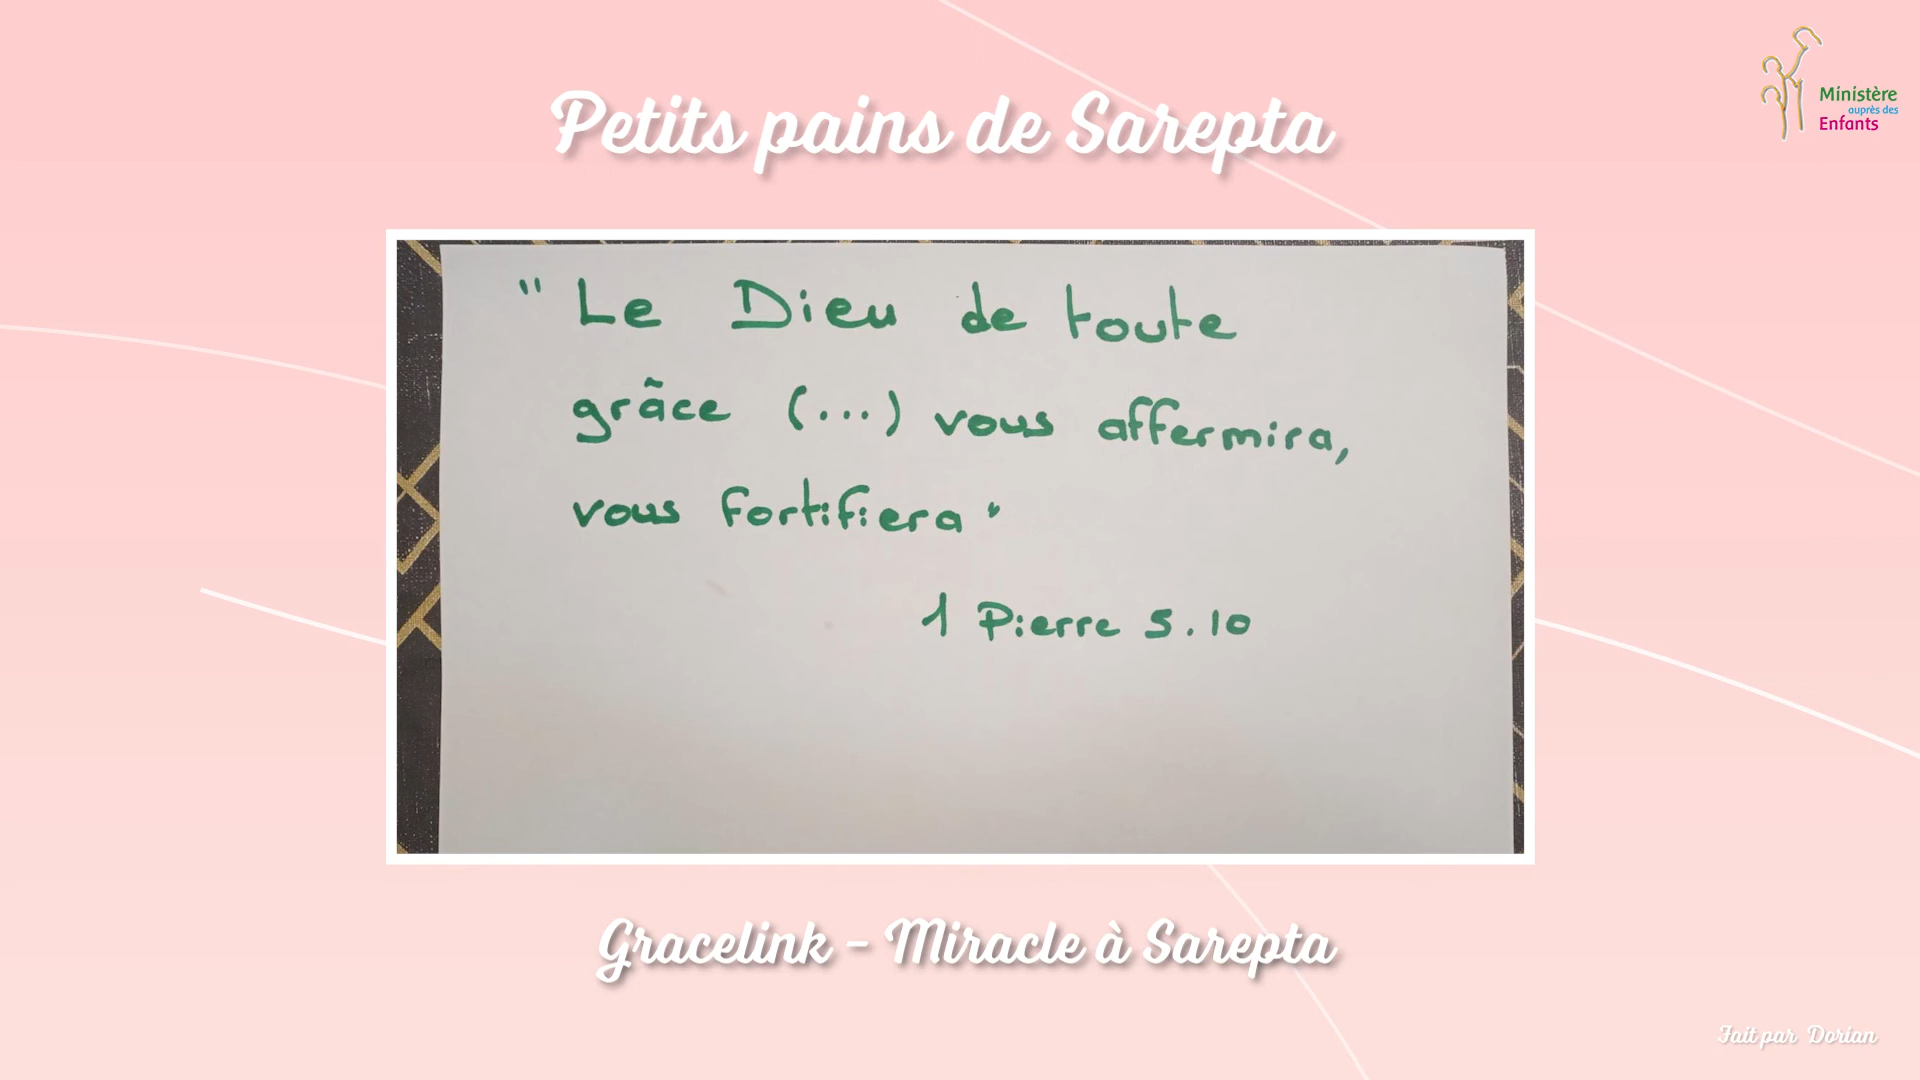 Petits pains de Sarepta
Ministère
auprès des
Enfants
" Le Dieu de toute
grâce (...) vous affermira,
vous fortifiera "
1 Pierre 5.10
Gracelink - Miracle à Sarepta
Fait par Dorian